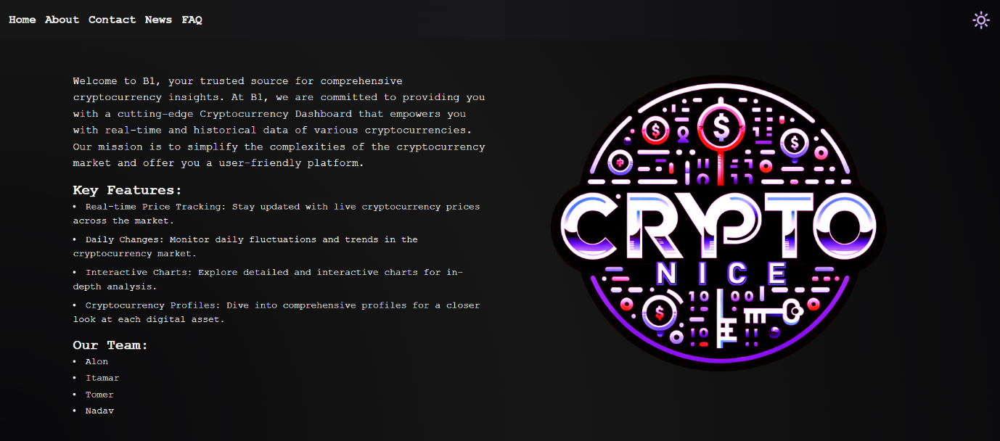 Home About Contact News FAQ
Welcome to B1, your trusted source for comprehensive
cryptocurrency insights. At B1, we are committed to providing you
with a cutting-edge Cryptocurrency Dashboard that empowers you
with real-time and historical data of various cryptocurrencies.
Our mission is to simplify the complexities of the cryptocurrency
market and offer you a user-friendly platform.
Key Features:
• Real-time Price Tracking: Stay updated with live cryptocurrency prices
across the market.
• Daily Changes: Monitor daily fluctuations and trends in the
cryptocurrency market.
• Interactive Charts: Explore detailed and interactive charts for in-
depth analysis.
• Cryptocurrency Profiles: Dive into comprehensive profiles for a closer
look at each digital asset.
Our Team:
• Alon
• Itamar
• Tomer
• Nadav
CRYPTO
NICE